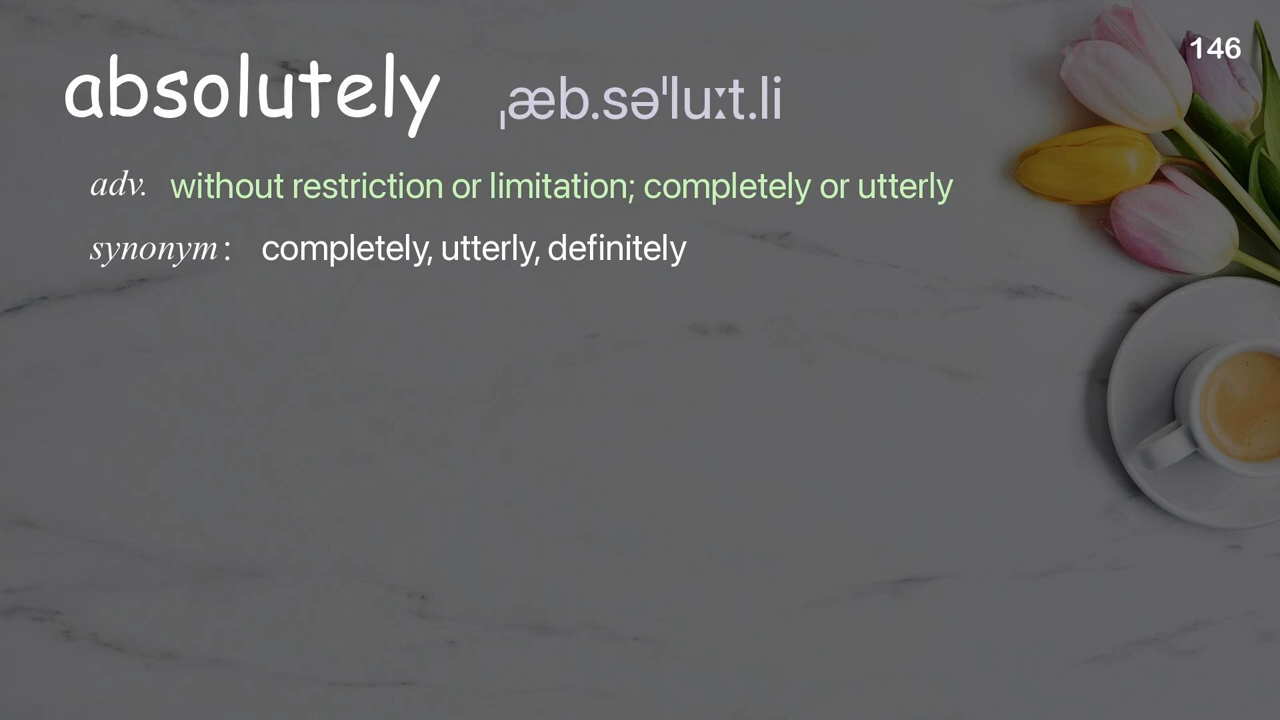 146
absolutely ˌæb.səˈluːt.li
adv. without restriction or limitation; completely or utterly
synonym: completely, utterly, definitely